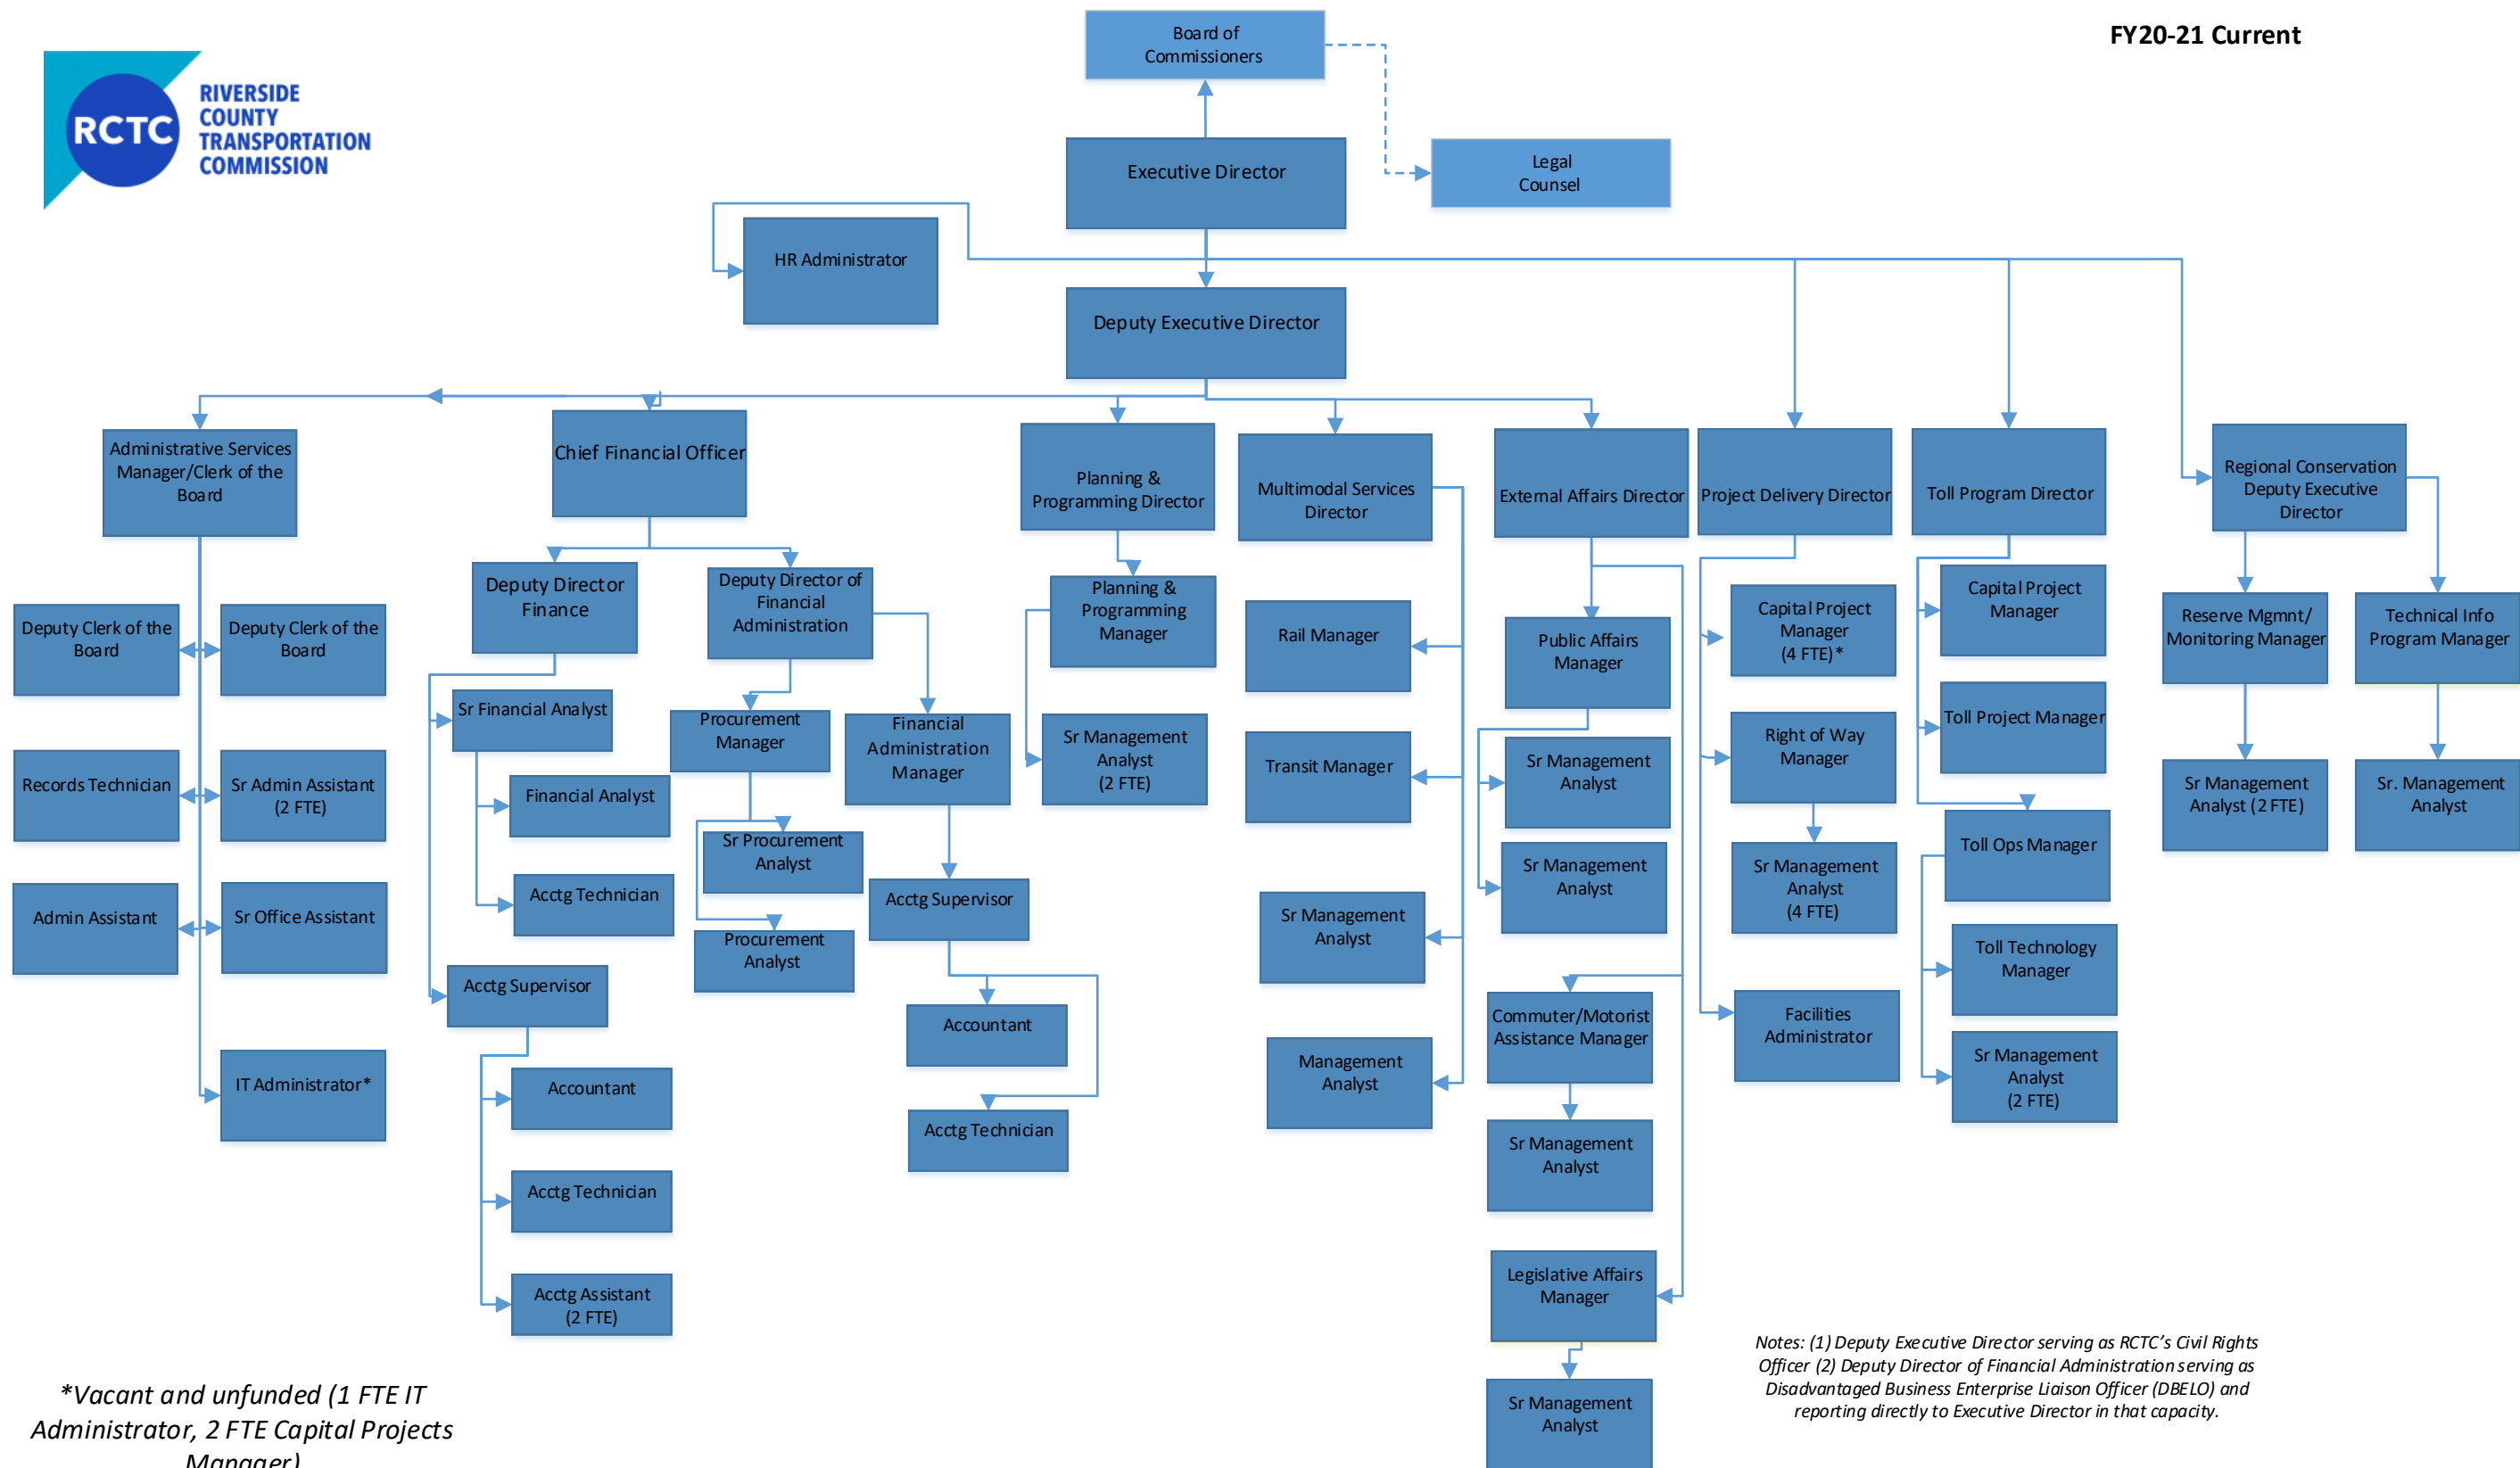 FY20-21 Current
RCTC
RIVERSIDE
COUNTY
TRANSPORTATION
COMMISSION
Board of
Commissioners
Legal
Counsel
Executive Director
HR Administrator
Deputy Executive Director
Administrative Services
Manager/Clerk of the
Board
Chief Financial Officer
Planning &
Programming Director
Multimodal Services
Director
External Affairs Director
Project Delivery Director
Toll Program Director
Regional Conservation
Deputy Executive
Director
Deputy Clerk of the
Board
Deputy Clerk of the
Board
Records Technician
Sr Admin Assistant
(2 FTE)
Admin Assistant
Sr Office Assistant
IT Administrator*
Deputy Director
Finance
Deputy Director of
Financial
Administration
Sr Financial Analyst
Financial Analyst
Acctg Technician
Acctg Supervisor
Accountant
Acctg Technician
Acctg Assistant
(2 FTE)
Procurement
Manager
Sr Procurement
Analyst
Procurement
Analyst
Financial
Administration
Manager
Acctg Supervisor
Accountant
Acctg Technician
Planning &
Programming
Manager
Sr Management
Analyst
(2 FTE)
Rail Manager
Transit Manager
Sr Management
Analyst
Management
Analyst
Public Affairs
Manager
Sr Management
Analyst
Sr Management
Analyst
Commuter/Motorist
Assistance Manager
Sr Management
Analyst
Legislative Affairs
Manager
Sr Management
Analyst
Capital Project
Manager
(4 FTE)*
Right of Way
Manager
Sr Management
Analyst
(4 FTE)
Facilities
Administrator
Capital Project
Manager
Toll Project Manager
Toll Ops Manager
Toll Technology
Manager
Sr Management
Analyst
(2 FTE)
Reserve Mgmnt/
Monitoring Manager
Sr Management
Analyst (2 FTE)
Technical Info
Program Manager
Sr. Management
Analyst
*Vacant and unfunded (1 FTE IT
Administrator, 2 FTE Capital Projects
Manager)
Notes: (1) Deputy Executive Director serving as RCTC’s Civil Rights
Officer (2) Deputy Director of Financial Administration serving as
Disadvantaged Business Enterprise Liaison Officer (DBELO) and
reporting directly to Executive Director in that capacity.